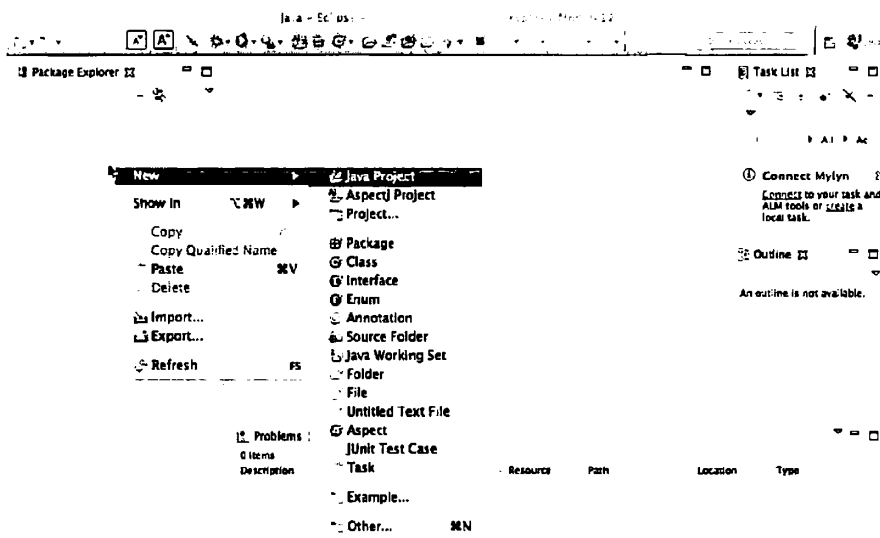 Java - Eclipse
Package Explorer
Task List
New
Show In ⌥⌘W
Copy
Copy Qualified Name
Paste ⌘V
Delete
Import...
Export...
Refresh F5
Java Project
AspectJ Project
Project...
Package
Class
Interface
Enum
Annotation
Source Folder
Java Working Set
Folder
File
Untitled Text File
Aspect
JUnit Test Case
Task
Example...
Other... ⌘N
Connect Mylyn
Connect to your task and
ALM tools or create a
local task.
Outline
An outline is not available.
Problems
0 items
Description Resource Path Location Type